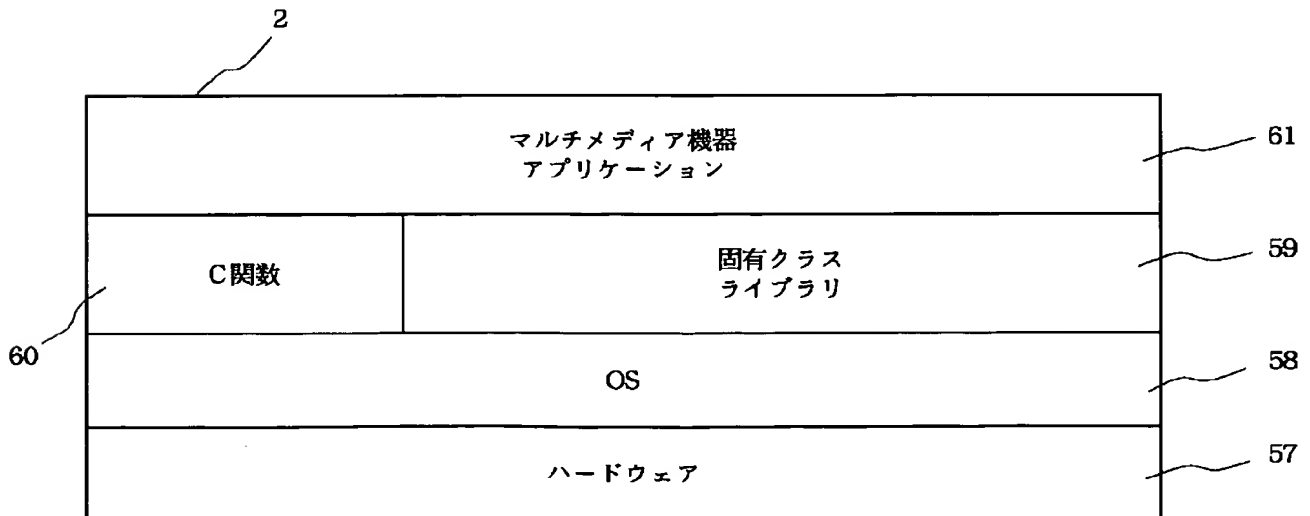 2
マルチメディア機器
アプリケーション
61
C関数
固有クラス
ライブラリ
59
60
OS
58
ハードウェア
57